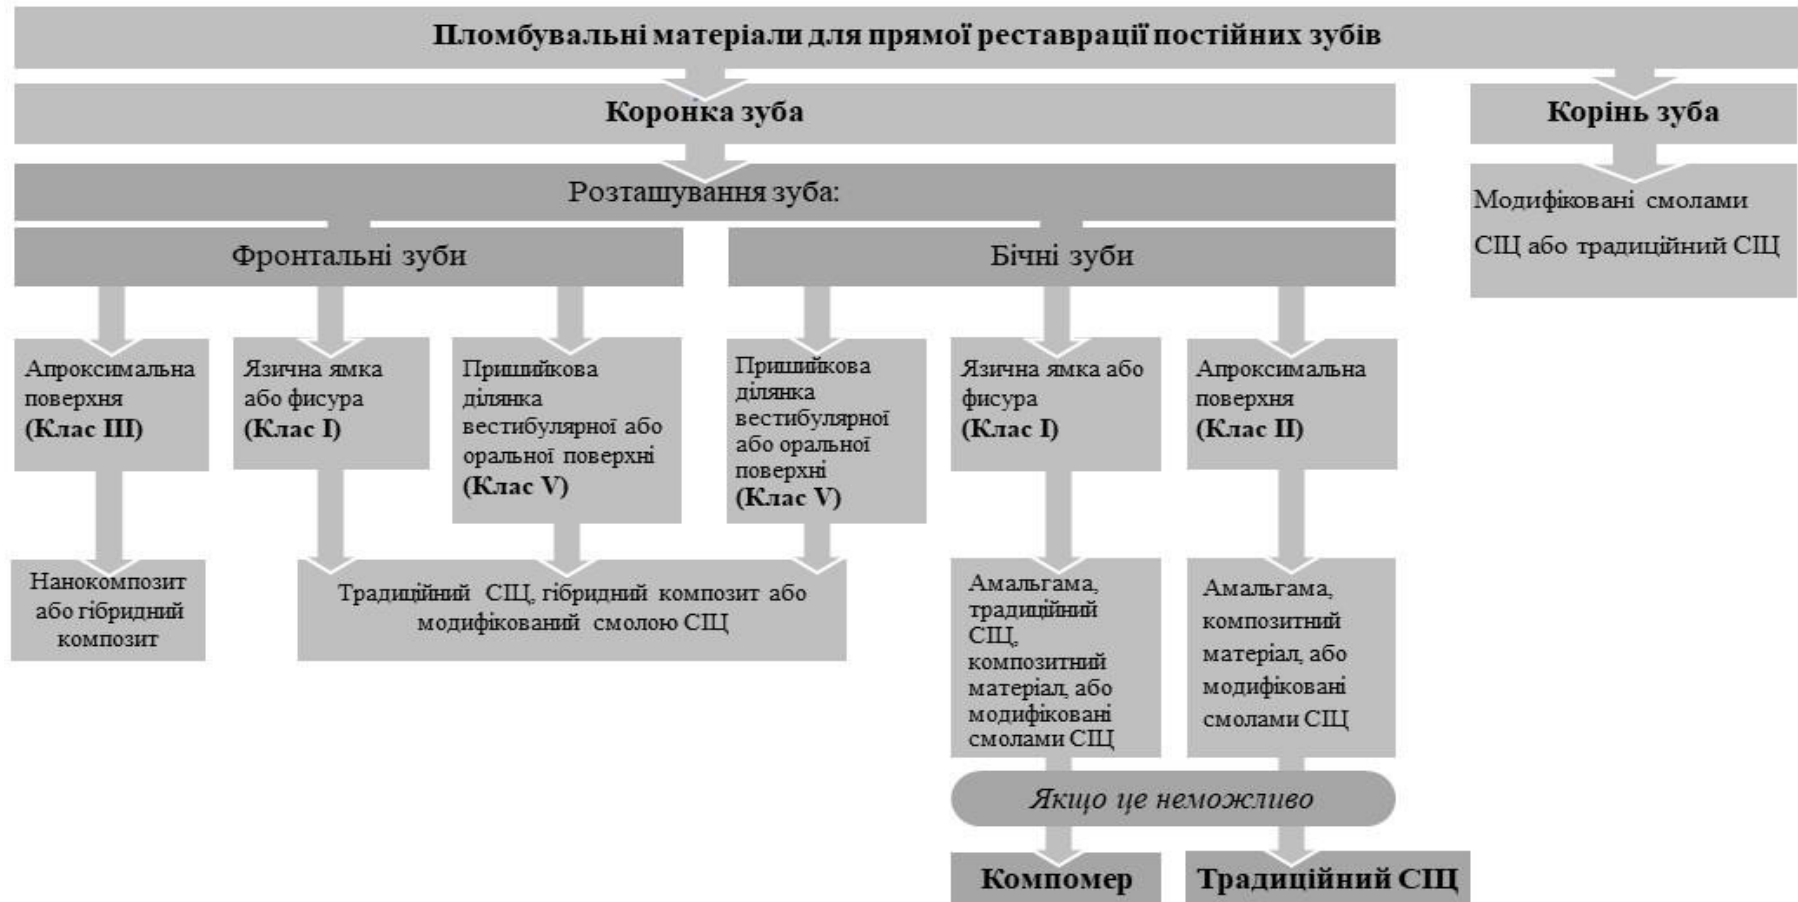 Пломбувальні матеріали для прямої реставрації постійних зубів
Коронка зуба
Корінь зуба
Розташування зуба:
Модифіковані смолами
СІЦ або традиційний СІЦ
Фронтальні зуби
Бічні зуби
Апроксимальна
поверхня
(Клас III)
Язична ямка
або фисура
(Клас I)
Пришийкова
ділянка
вестибулярної або
оральної поверхні
(Клас V)
Пришийкова
ділянка
вестибулярної
або оральної
поверхні
(Клас V)
Язична ямка або
фисура
(Клас I)
Апроксимальна
поверхня
(Клас II)
Нанокомпозит
або гібридний
композит
Традиційний СІЦ, гібридний композит або
модифікований смолою СІЦ
Амальгама,
традиційний
СІЦ,
композитний
матеріал, або
модифіковані
смолами СІЦ
Амальгама,
композитний
матеріал, або
модифіковані
смолами СІЦ
Якщо це неможливо
Компомер
Традиційний СІЦ